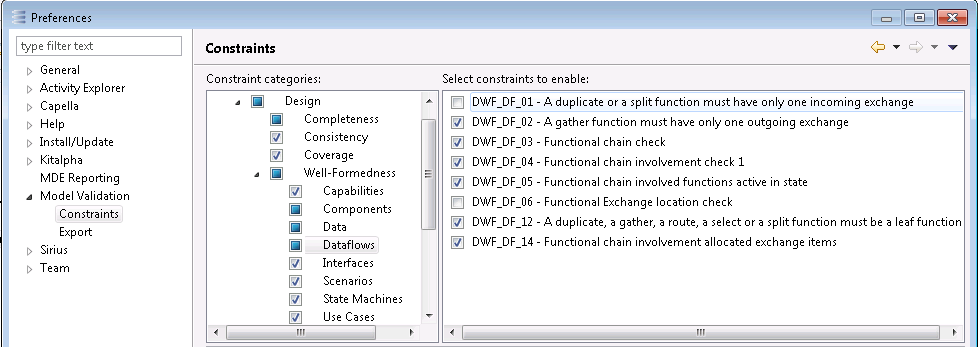 Preferences
type filter text
General
Activity Explorer
Capella
Help
Install/Update
Kitalpha
MDE Reporting
Model Validation
Constraints
Export
Sirius
Team
Constraints
Constraint categories:
Design
Completeness
Consistency
Coverage
Well-Formedness
Capabilities
Components
Data
Dataflows
Interfaces
Scenarios
State Machines
Use Cases
Select constraints to enable:
DWF_DF_01 - A duplicate or a split function must have only one incoming exchange
DWF_DF_02 - A gather function must have only one outgoing exchange
DWF_DF_03 - Functional chain check
DWF_DF_04 - Functional chain involvement check 1
DWF_DF_05 - Functional chain involved functions active in state
DWF_DF_06 - Functional Exchange location check
DWF_DF_12 - A duplicate, a gather, a route, a select or a split function must be a leaf function
DWF_DF_14 - Functional chain involvement allocated exchange items